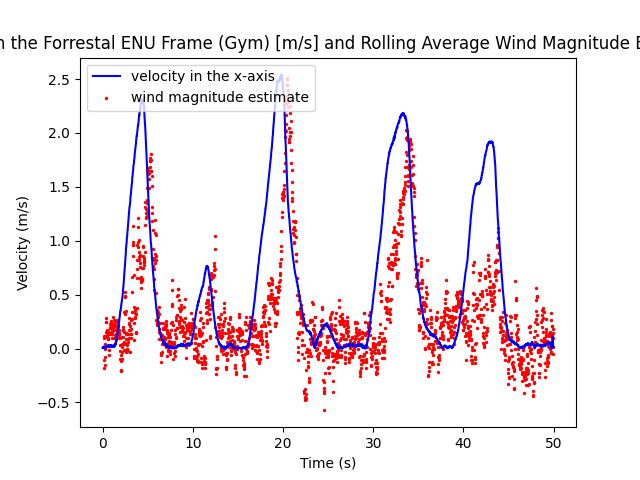 the Forrestal ENU Frame (Gym) [m/s] and Rolling Average Wind Magnitude
velocity in the x-axis
wind magnitude estimate
Velocity (m/s)
2.5
2.0
1.5
1.0
0.5
0.0
−0.5
0
10
20
30
40
50
Time (s)